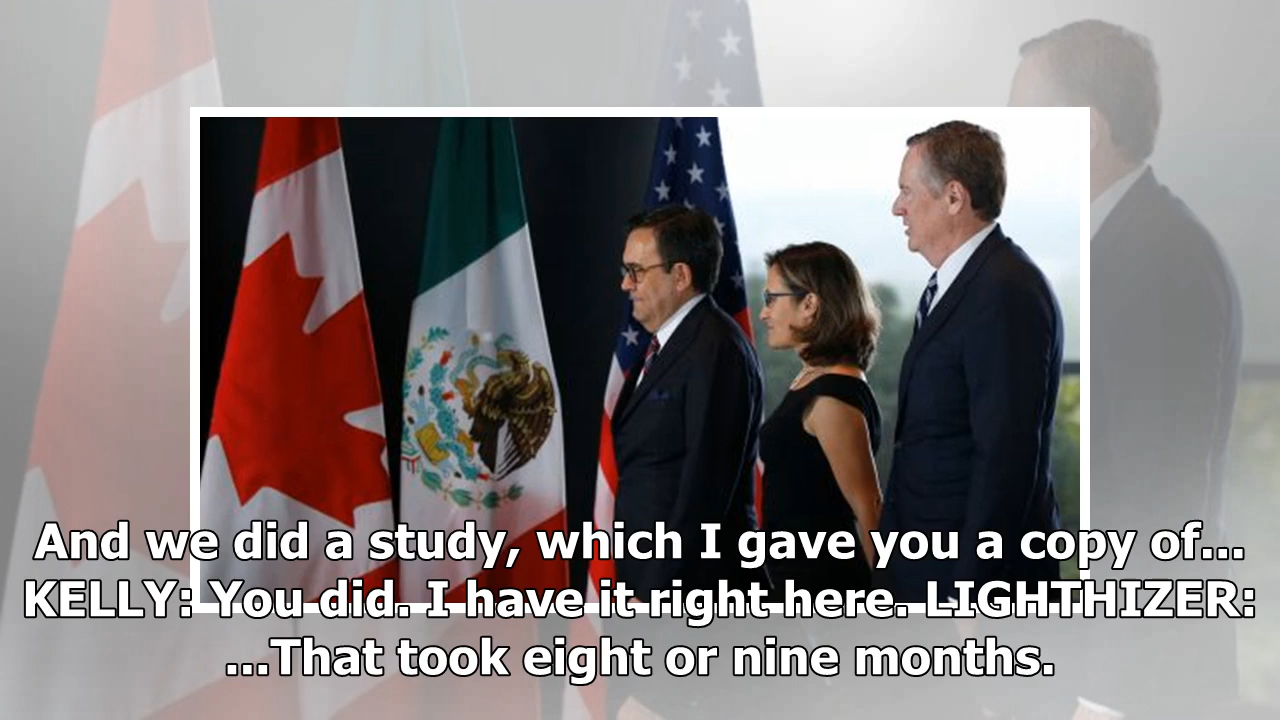 And we did a study, which I gave you a copy of...
KELLY: You did. I have it right here. LIGHTHIZER:
...That took eight or nine months.